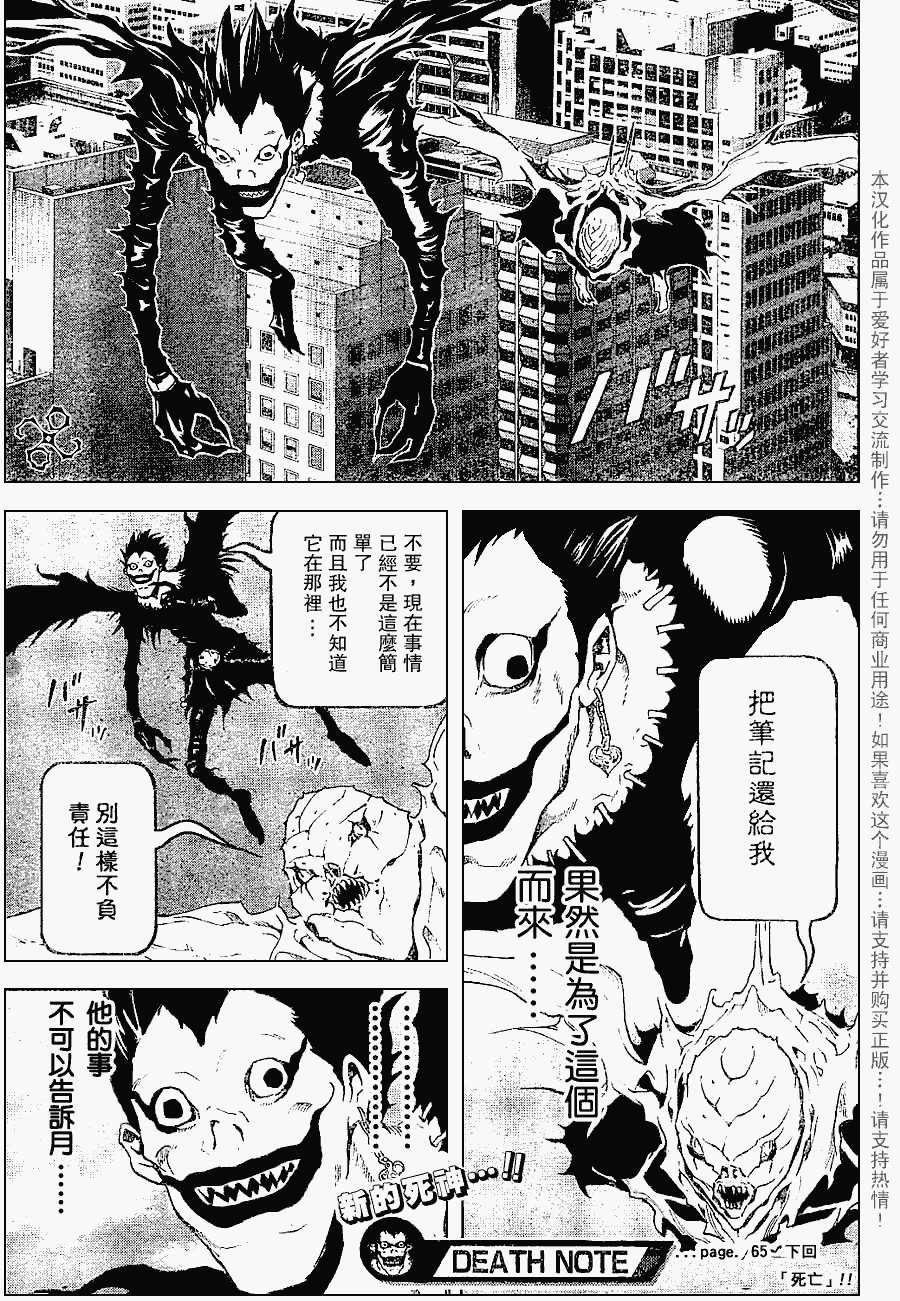 バサッ
把筆記還給我
果然是為了這個
而來……
不要，現在事情
已經不是這麼簡
單了
而且我也不知道
它在那裡…
バサッ
バサッ
別這樣不負
責任！
…………
他的事
不可以告訴月……
新的死神…!!
DEATH NOTE
...page. 65 下回
「死亡」!!
本汉化作品属于爱好者学习交流制作…请勿用于任何商业用途！如果喜欢这个漫画…请支持并购买正版…！请支持热情！